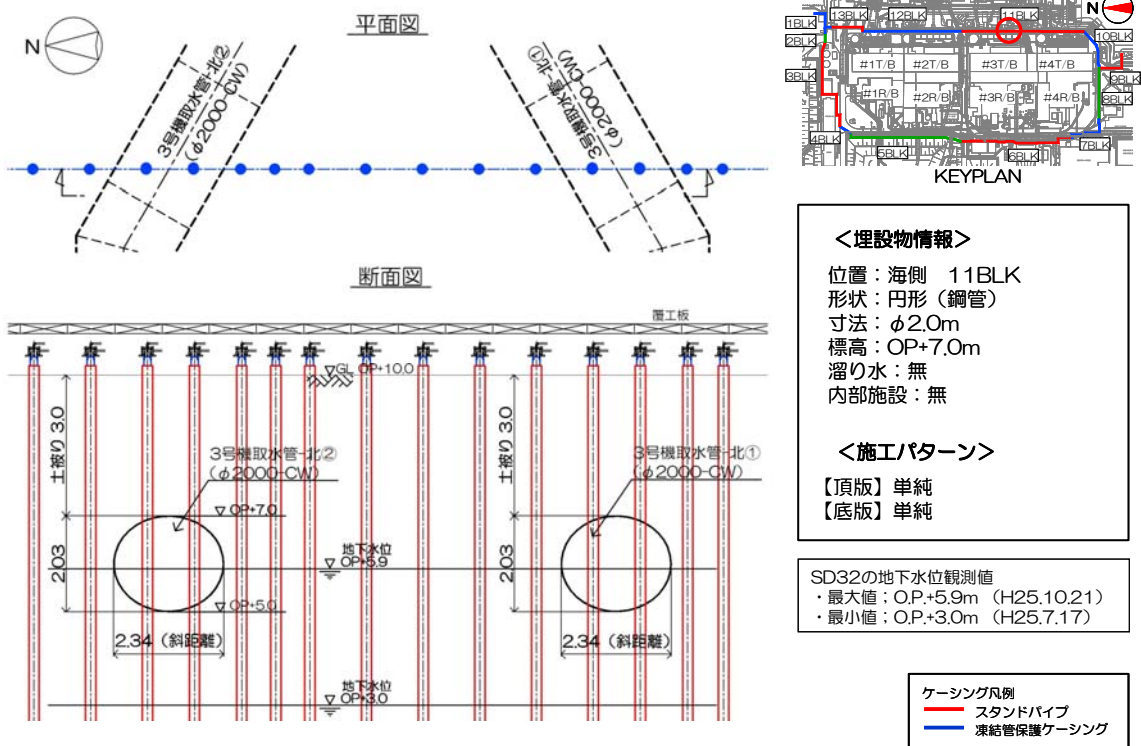 平面図
N
3号機取水管-北②
(φ2000-CW)
3号機取水管-北①
(φ2000-CW)
断面図
覆工板
GL OP+10.0
土被り 3.0
土被り 3.0
3号機取水管-北②
(φ2000-CW)
3号機取水管-北①
(φ2000-CW)
OP+7.0
2.03
2.03
地下水位
OP+5.9
OP+5.0
2.34 (斜距離)
2.34 (斜距離)
地下水位
OP+3.0
N
1BLK
13BLK
12BLK
11BLK
10BLK
2BLK
3BLK
#1T/B
#2T/B
#3T/B
#4T/B
9BLK
8BLK
#1R/B
#2R/B
#3R/B
#4R/B
4BLK
5BLK
6BLK
7BLK
KEYPLAN
<埋設物情報>
位置：海側 11BLK
形状：円形（鋼管）
寸法：φ2.0m
標高：OP+7.0m
溜り水：無
内部施設：無
<施工パターン>
【頂版】単純
【底版】単純
SD32の地下水位観測値
・最大値；O.P.+5.9m （H25.10.21）
・最小値；O.P.+3.0m （H25.7.17）
ケーシング凡例
スタンドパイプ
凍結管保護ケーシング